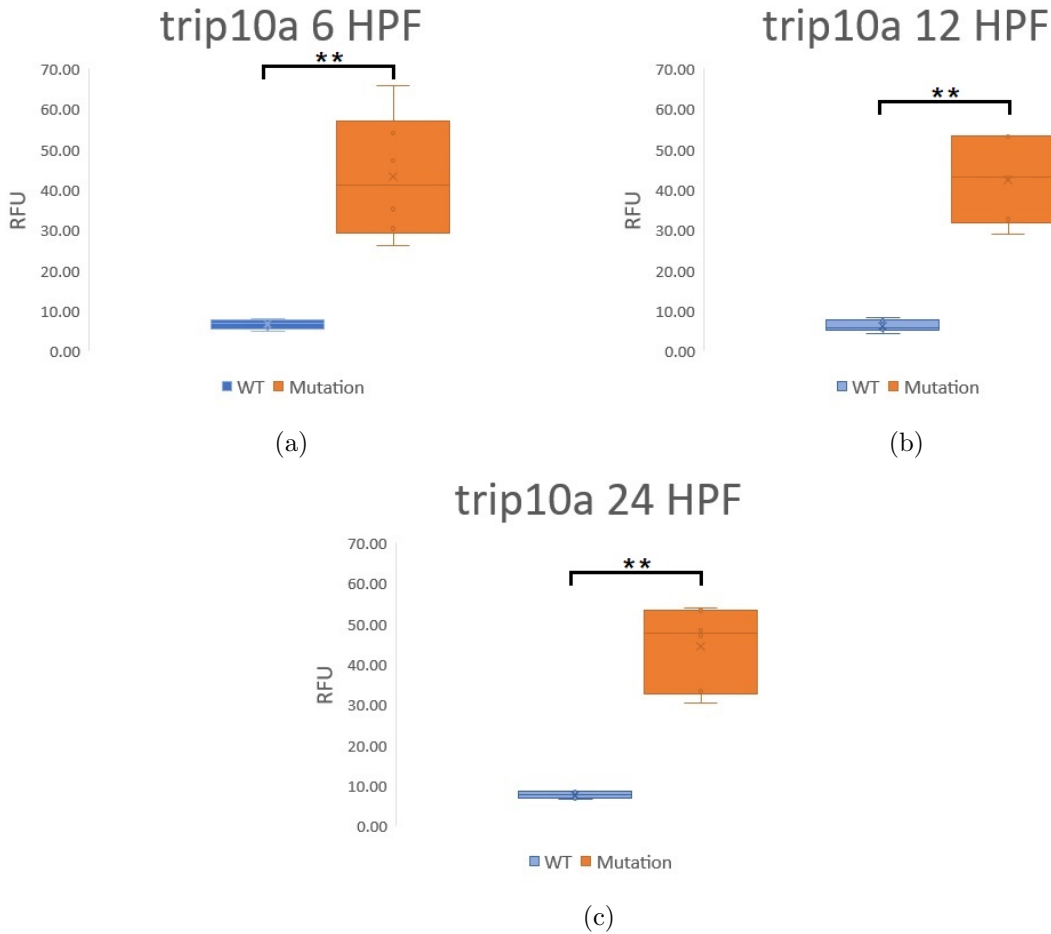 trip10a 6 HPF
**
70.00
60.00
50.00
40.00
30.00
20.00
10.00
0.00
RFU
WT Mutation
(a)
trip10a 12 HPF
**
70.00
60.00
50.00
40.00
30.00
20.00
10.00
0.00
RFU
WT Mutation
(b)
trip10a 24 HPF
**
70.00
60.00
50.00
40.00
30.00
20.00
10.00
0.00
RFU
WT Mutation
(c)